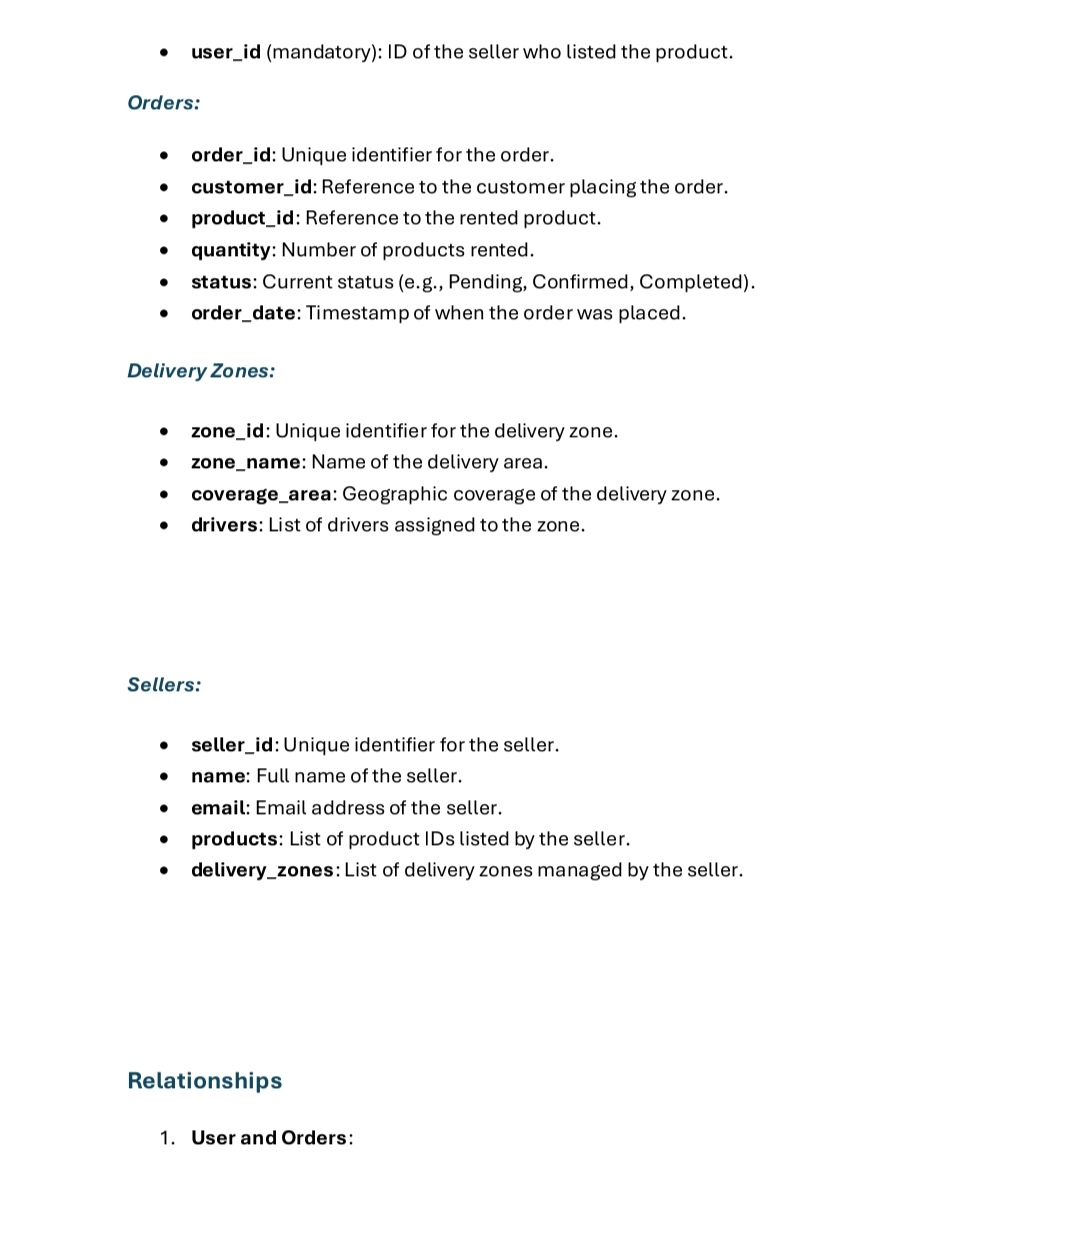 • user_id (mandatory): ID of the seller who listed the product.
Orders:
• order_id: Unique identifier for the order.
• customer_id: Reference to the customer placing the order.
• product_id: Reference to the rented product.
• quantity: Number of products rented.
• status: Current status (e.g., Pending, Confirmed, Completed).
• order_date: Timestamp of when the order was placed.
Delivery Zones:
• zone_id: Unique identifier for the delivery zone.
• zone_name: Name of the delivery area.
• coverage_area: Geographic coverage of the delivery zone.
• drivers: List of drivers assigned to the zone.
Sellers:
• seller_id: Unique identifier for the seller.
• name: Full name of the seller.
• email: Email address of the seller.
• products: List of product IDs listed by the seller.
• delivery_zones: List of delivery zones managed by the seller.
Relationships
1. User and Orders: